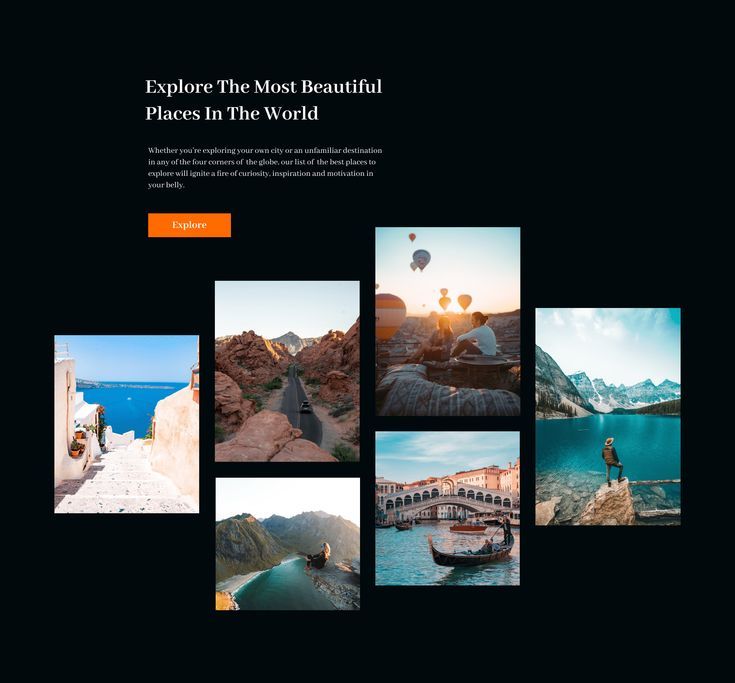 Explore The Most Beautiful
Places In The World
Whether you're exploring your own city or an unfamiliar destination
in any of the four corners of the globe, our list of the best places to
explore will ignite a fire of curiosity, inspiration and motivation in
your belly.
Explore